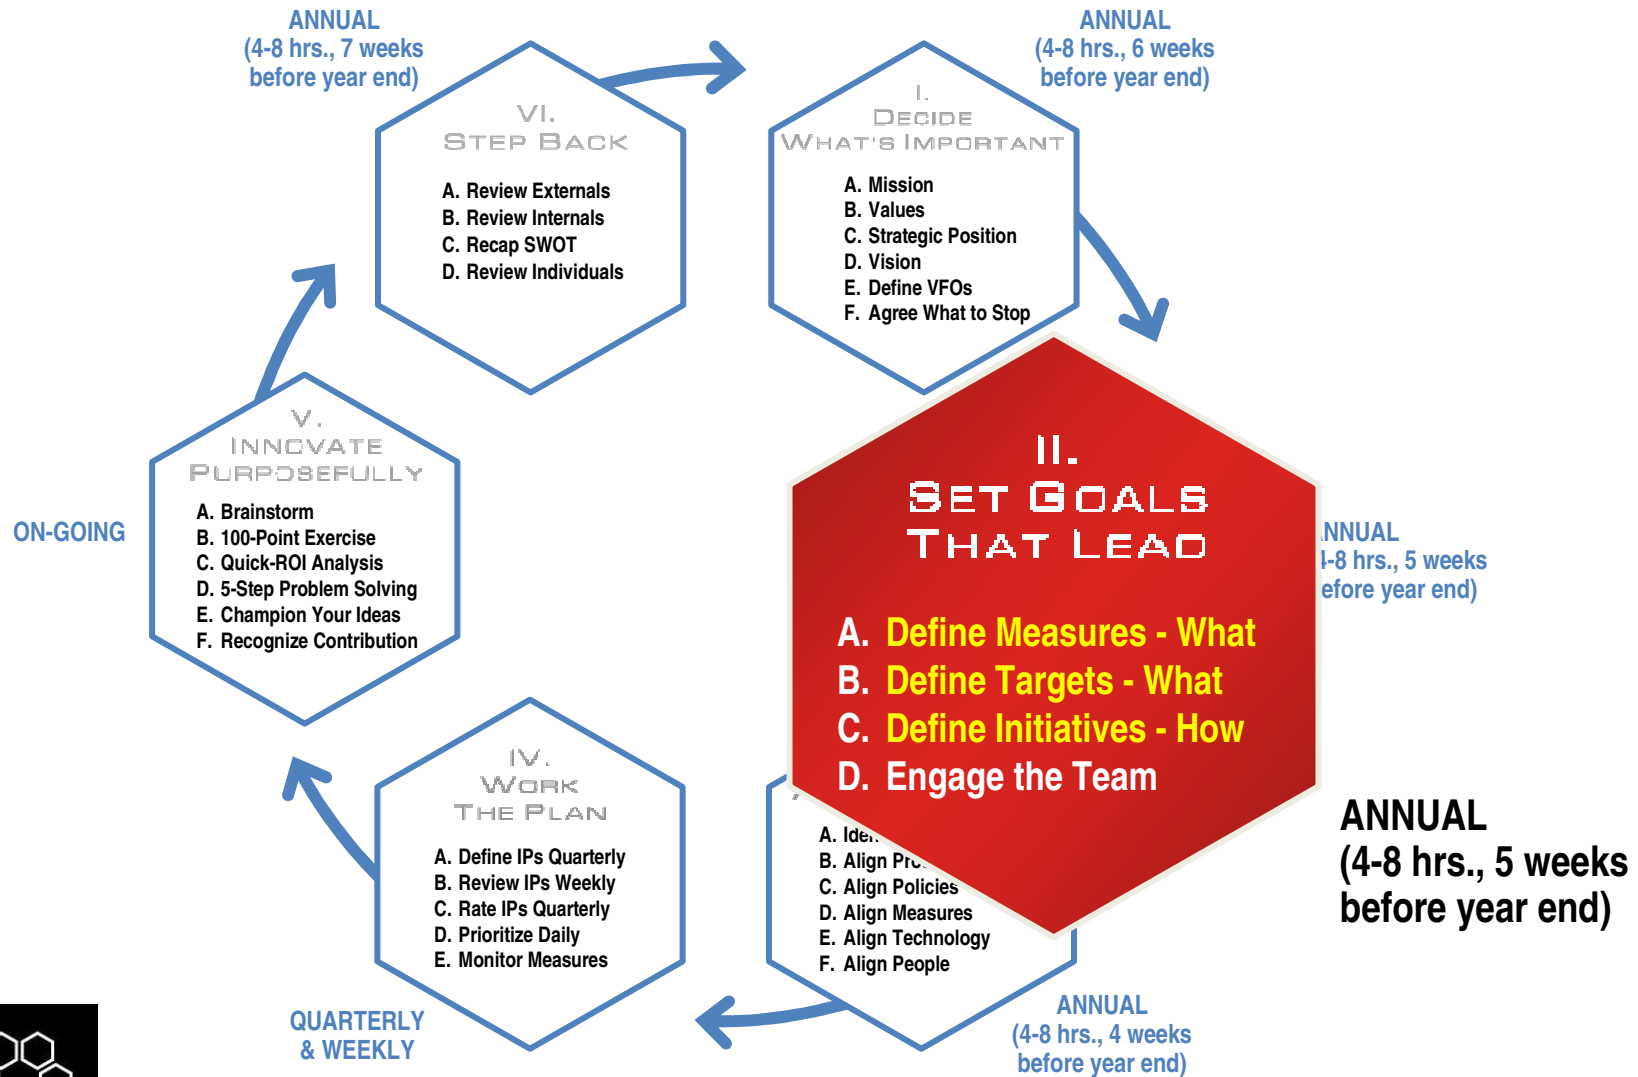 ANNUAL
(4-8 hrs., 7 weeks
before year end)
ANNUAL
(4-8 hrs., 6 weeks
before year end)
VI.
STEP BACK
A. Review Externals
B. Review Internals
C. Recap SWOT
D. Review Individuals
I.
DECIDE
WHAT'S IMPORTANT
A. Mission
B. Values
C. Strategic Position
D. Vision
E. Define VFOs
F. Agree What to Stop
II.
SET GOALS
THAT LEAD
A. Define Measures - What
B. Define Targets - What
C. Define Initiatives - How
D. Engage the Team
4-8 hrs., 5 weeks
year end)
ANNUAL
(4-8 hrs., 5 weeks
before year end)
V.
INNOVATE
PURPOSEFULLY
A. Brainstorm
B. 100-Point Exercise
C. Quick-ROI Analysis
D. 5-Step Problem Solving
E. Champion Your Ideas
F. Recognize Contribution
ON-GOING
IV.
WORK
THE PLAN
A. Define IPs Quarterly
B. Review IPs Weekly
C. Rate IPs Quarterly
D. Prioritize Daily
E. Monitor Measures
QUARTERLY
& WEEKLY
A.
B. Align
C. Align Policies
D. Align Measures
E. Align Technology
F. Align People
ANNUAL
(4-8 hrs., 4 weeks
before year end)